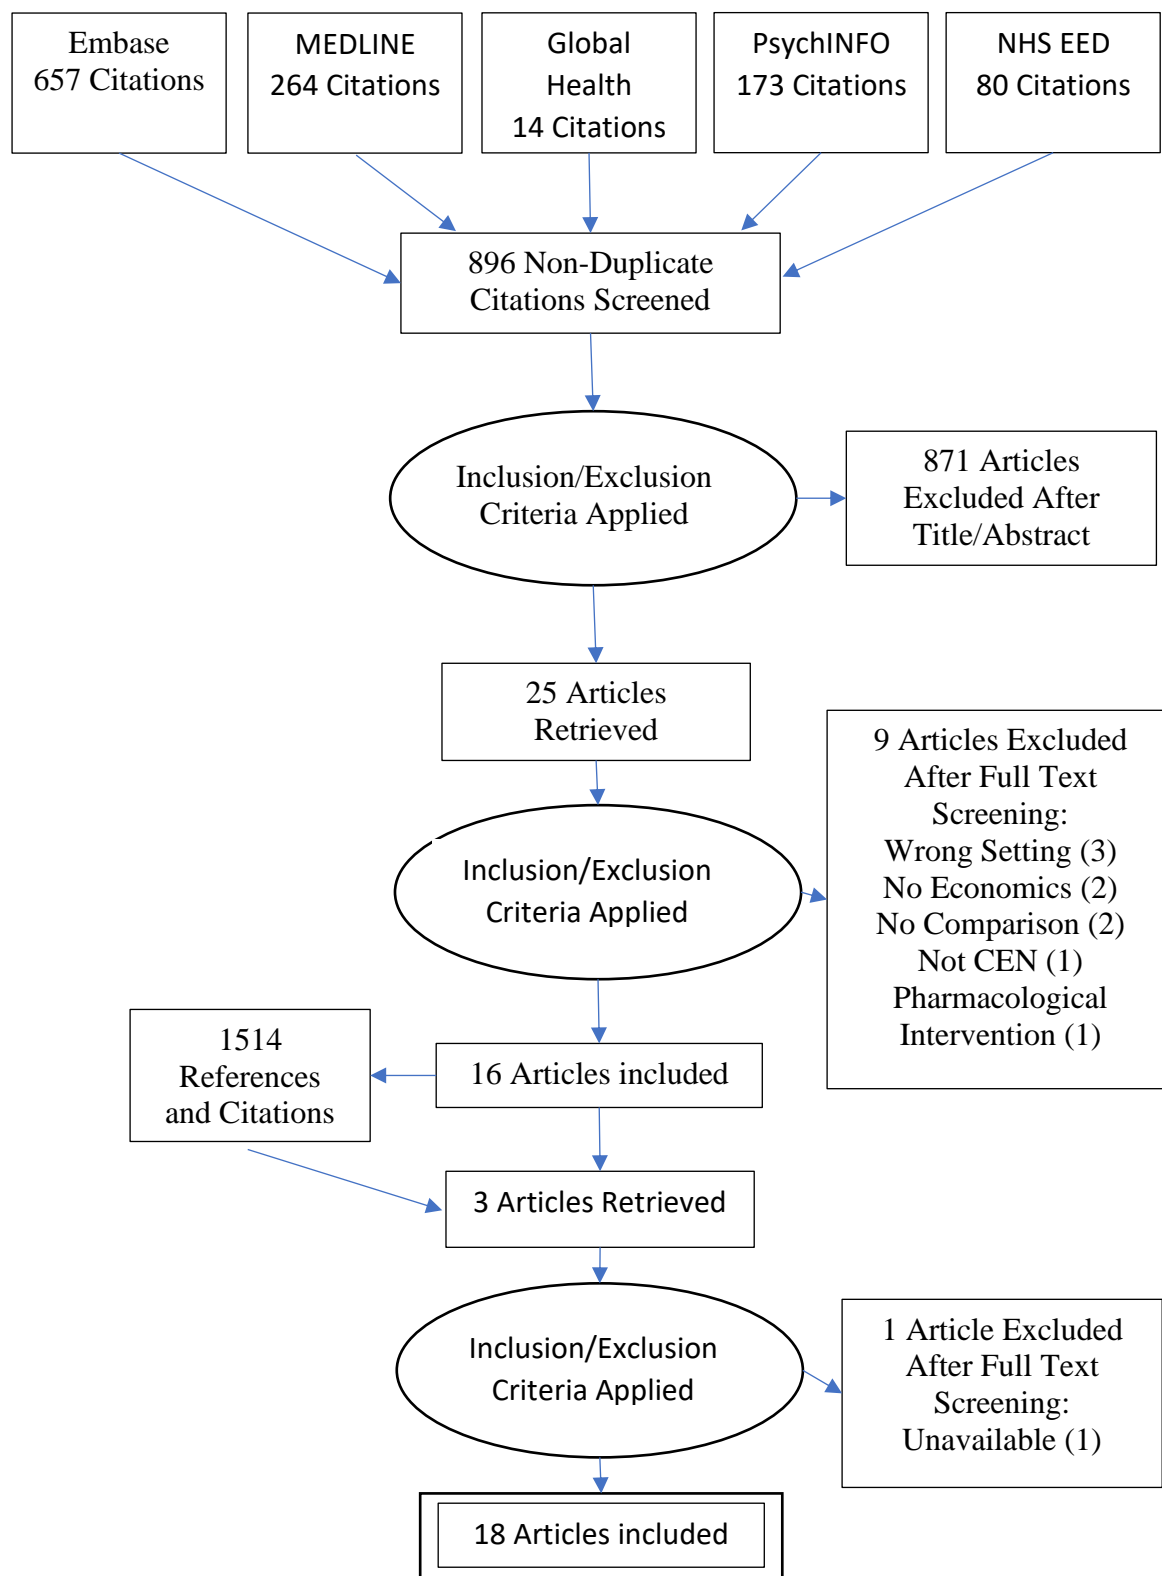 Embase
657 Citations
MEDLINE
264 Citations
Global
Health
14 Citations
PsychINFO
173 Citations
NHS EED
80 Citations
896 Non-Duplicate
Citations Screened
Inclusion/Exclusion
Criteria Applied
871 Articles
Excluded After
Title/Abstract
25 Articles
Retrieved
9 Articles Excluded
After Full Text
Screening:
Wrong Setting (3)
No Economics (2)
No Comparison (2)
Not CEN (1)
Pharmacological
Intervention (1)
Inclusion/Exclusion
Criteria Applied
1514
References
and Citations
16 Articles included
3 Articles Retrieved
Inclusion/Exclusion
Criteria Applied
1 Article Excluded
After Full Text
Screening:
Unavailable (1)
18 Articles included